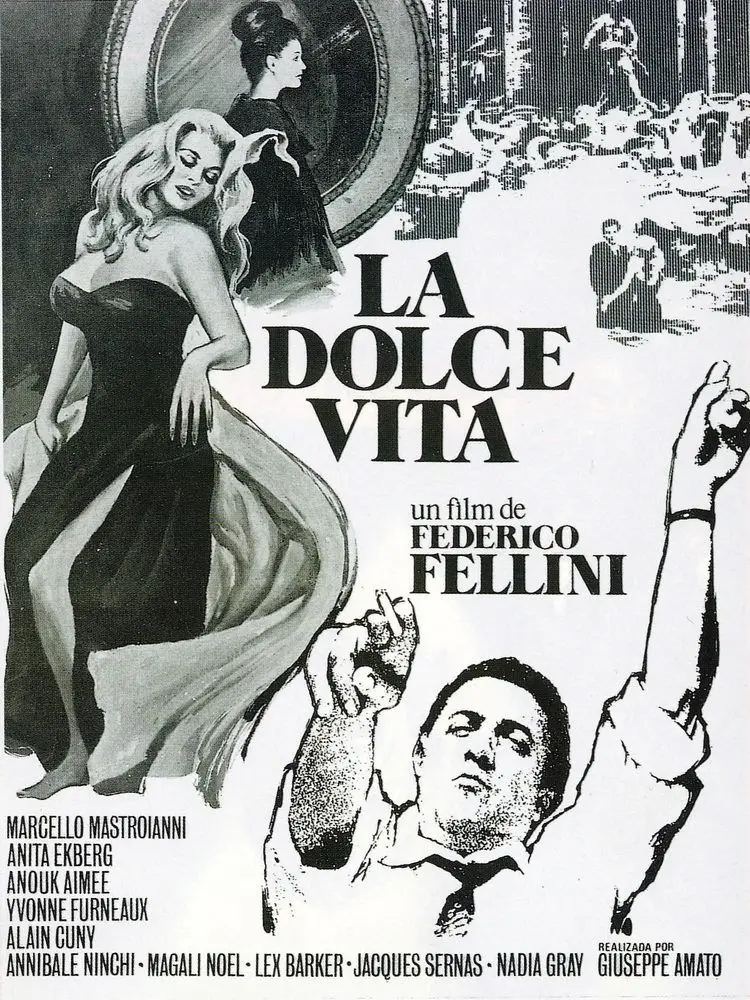 LA
DOLCE
VITA
un film de
FEDERICO
FELLINI
MARCELLO MASTROIANNI
ANITA EKBERG
ANOUK AIMEE
YVONNE FURNEAUX
ALAIN CUNY
ANNIBALE NINCHI · MAGALI NOEL · LEX BARKER · JACQUES SERNAS · NADIA GRAY
REALIZADA POR
GIUSEPPE AMATO